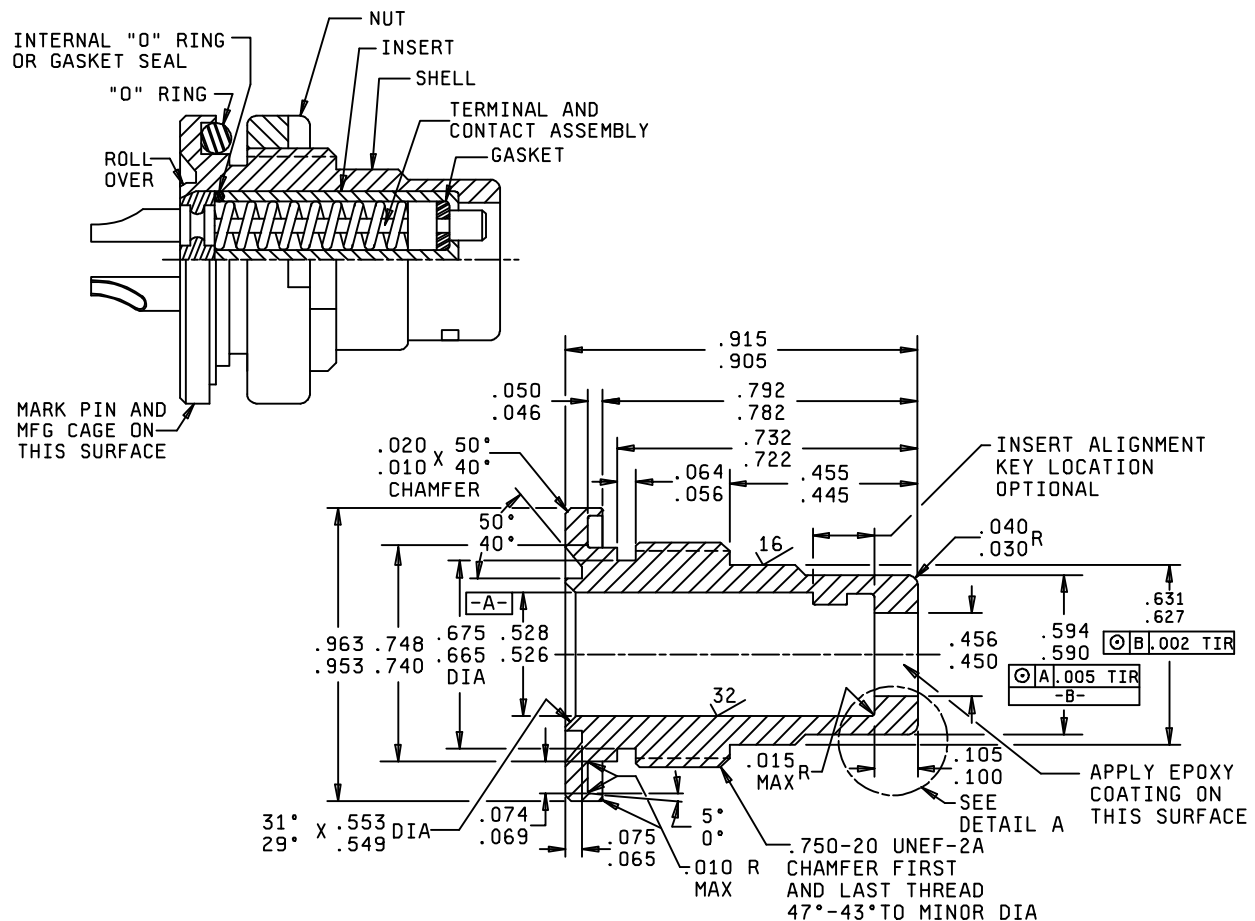 NUT
INTERNAL "O" RING
OR GASKET SEAL
INSERT
SHELL
"O" RING
TERMINAL AND
CONTACT ASSEMBLY
GASKET
ROLL
OVER
MARK PIN AND
MFG CAGE ON
THIS SURFACE
.915
.905
.050
.046
.792
.782
.732
.722
.020 X 50°
.010 40°
CHAMFER
.064
.056
.455
.445
INSERT ALIGNMENT
KEY LOCATION
OPTIONAL
50°
40°
16
.040 R
.030
-A-
.963 .748 .675 .528
.953 .740 .665 .526
DIA
.456
.450
.594
.590
.631
.627
B .002 TIR
A .005 TIR
-B-
32
.015 R
MAX
.105
.100
SEE
DETAIL A
APPLY EPOXY
COATING ON
THIS SURFACE
31° X .553 DIA
29° .549
.074
.069
.075
.065
5°
0°
.010 R
MAX
.750-20 UNEF-2A
CHAMFER FIRST
AND LAST THREAD
47°-43° TO MINOR DIA